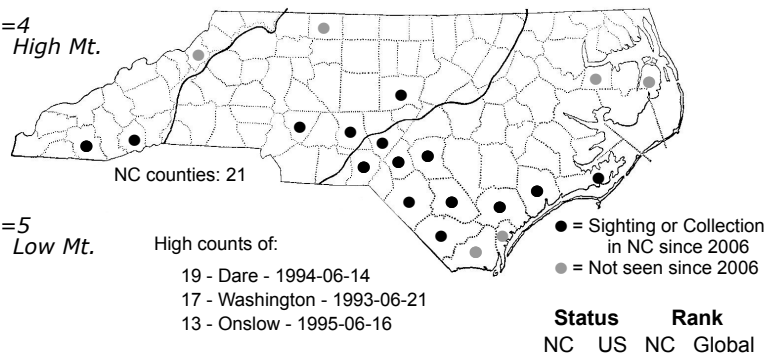 =4
High Mt.
NC counties: 21
=5
Low Mt.
High counts of:
19 - Dare - 1994-06-14
17 - Washington - 1993-06-21
13 - Onslow - 1995-06-16
= Sighting or Collection
in NC since 2006
= Not seen since 2006
Status Rank
NC US NC Global